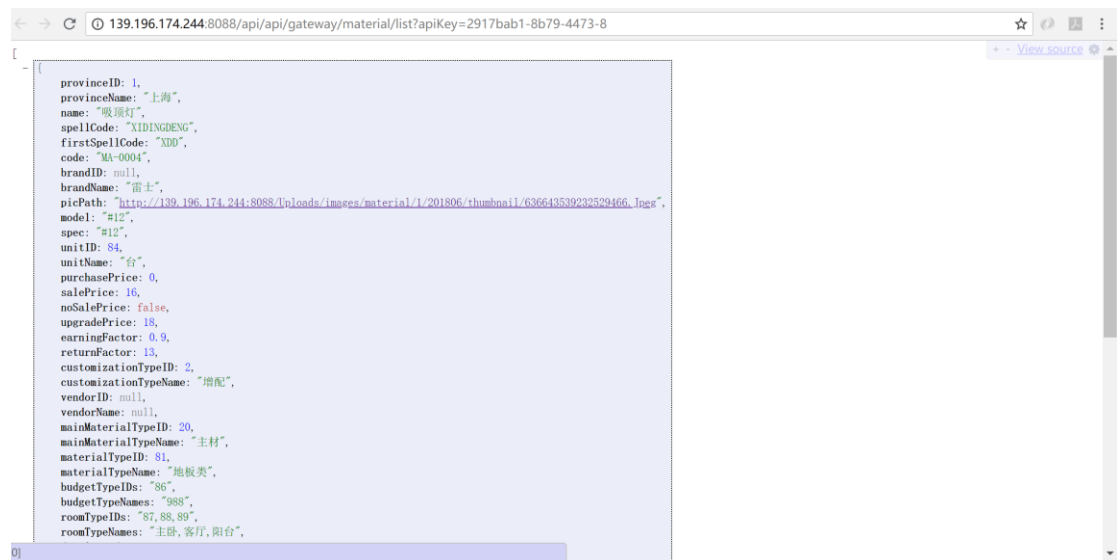 139.196.174.244:8088/api/api/gateway/material/list?apiKey=2917bab1-8b79-4473-8
+ - View source
[
- {
provinceID: 1,
provinceName: "上海",
name: "吸顶灯",
spellCode: "XIDINGDENG",
firstSpellCode: "XDD",
code: "MA-0004",
brandID: null,
brandName: "雷士",
picPath: "http://139.196.174.244:8088/Uploads/images/material/1/201806/thumbnail/636643539232529466.Jpeg",
model: "#12",
spec: "#12",
unitID: 84,
unitName: "台",
purchasePrice: 0,
salePrice: 16,
noSalePrice: false,
upgradePrice: 18,
earningFactor: 0.9,
returnFactor: 13,
customizationTypeID: 2,
customizationTypeName: "增配",
vendorID: null,
vendorName: null,
mainMaterialTypeID: 20,
mainMaterialTypeName: "主材",
materialTypeID: 81,
materialTypeName: "地板类",
budgetTypeIDs: "86",
budgetTypeNames: "988",
roomTypeIDs: "87,88,89",
roomTypeNames: "主卧,客厅,阳台",
0]